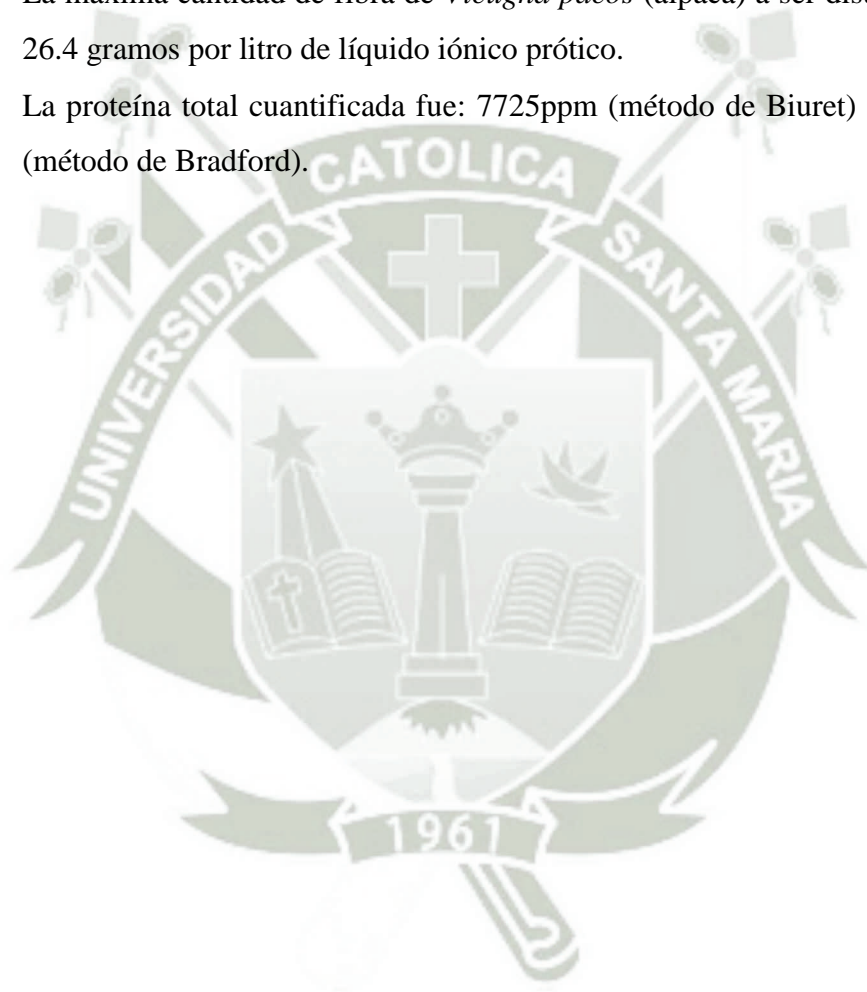 La máxima cantidad de fibra de Vicugna pacos (alpaca) a ser
26.4 gramos por litro de líquido iónico prótico.
La proteína total cuantificada fue: 7725ppm (método de Biuret)
(método de Bradford).
UNIVERSIDAD CATOLICA SANTA MARIA
1961